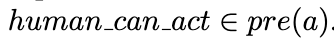 human_can_act ∈ pre(a).